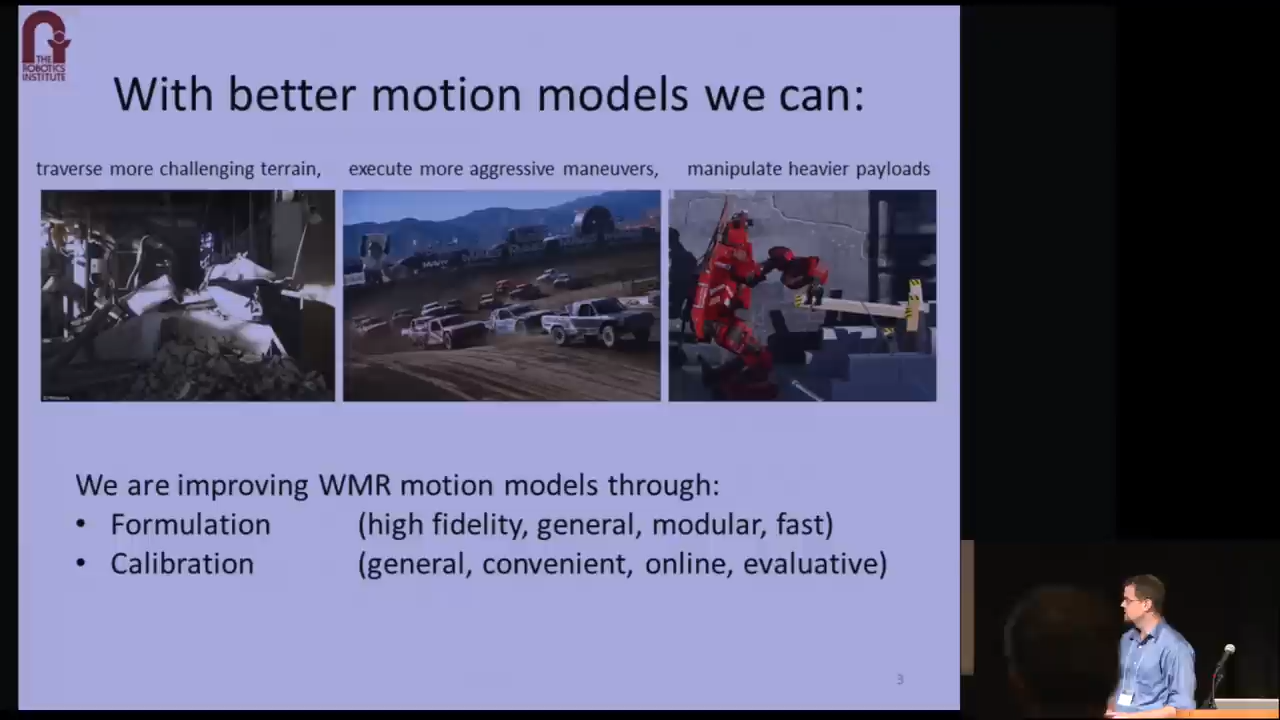 THE
ROBOTICS
INSTITUTE
With better motion models we can:
traverse more challenging terrain,
execute more aggressive maneuvers,
manipulate heavier payloads
We are improving WMR motion models through:
• Formulation (high fidelity, general, modular, fast)
• Calibration (general, convenient, online, evaluative)
3